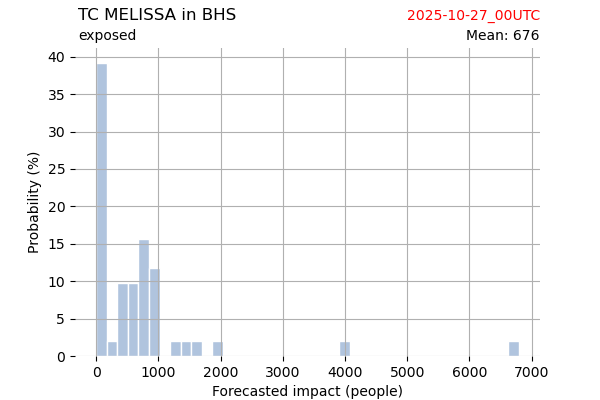 TC MELISSA in BHS
2025-10-27_00UTC
exposed
Mean: 676
40
35
30
25
20
15
10
5
0
Probability (%)
0 1000 2000 3000 4000 5000 6000 7000
Forecasted impact (people)